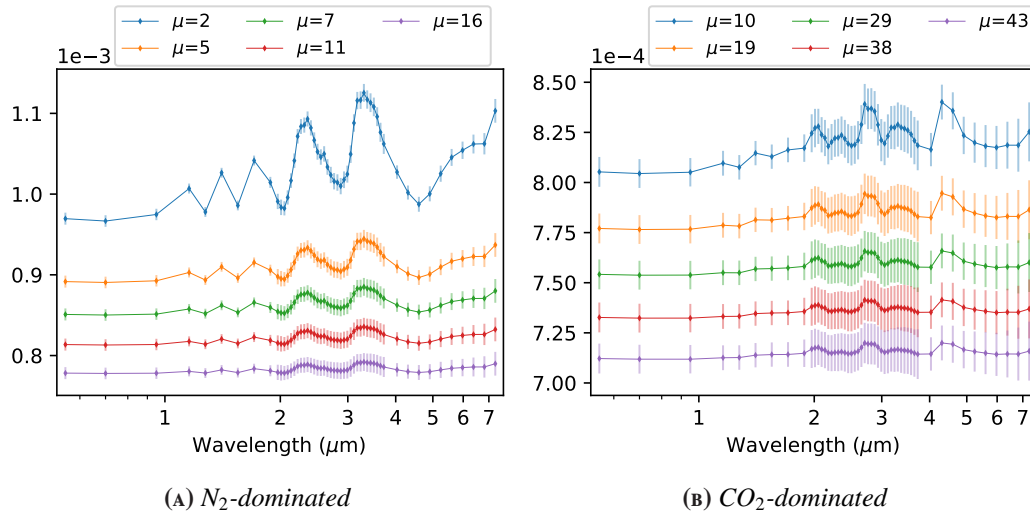 μ=2 μ=7 μ=16
μ=5 μ=11
1e−3
1.1
1.0
0.9
0.8
1 2 3 4 5 6 7
Wavelength (μm)
(A) N₂-dominated
μ=10 μ=29 μ=43
μ=19 μ=38
1e−4
8.50
8.25
8.00
7.75
7.50
7.25
7.00
1 2 3 4 5 6 7
Wavelength (μm)
(B) CO₂-dominated